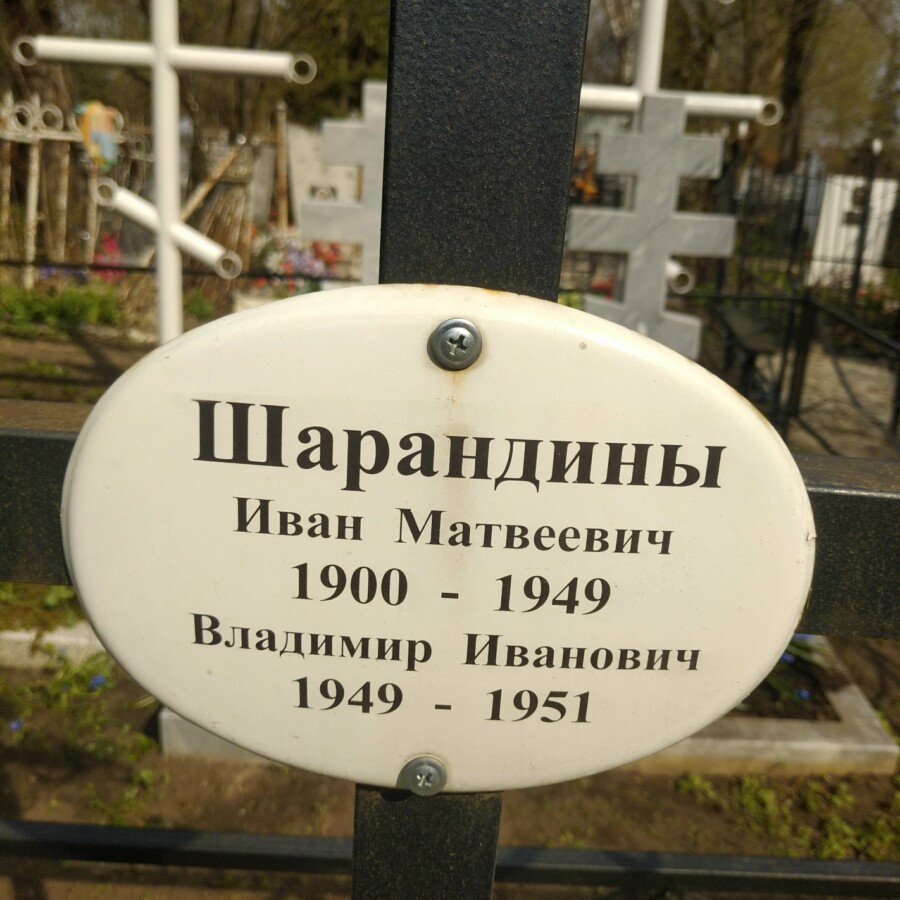 Шарандины
Иван Матвеевич
1900 - 1949
Владимир Иванович
1949 - 1951